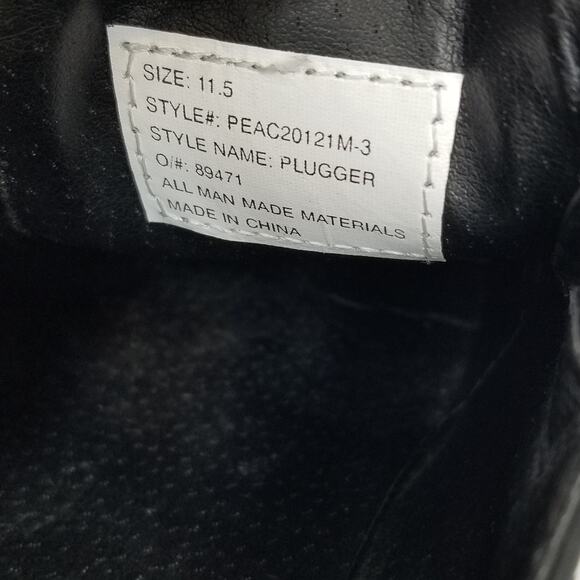 SIZE: 11.5
STYLE#: PEAC20121M-3
STYLE NAME: PLUGGER
O/#: 89471
ALL MAN MADE MATERIALS
MADE IN CHINA